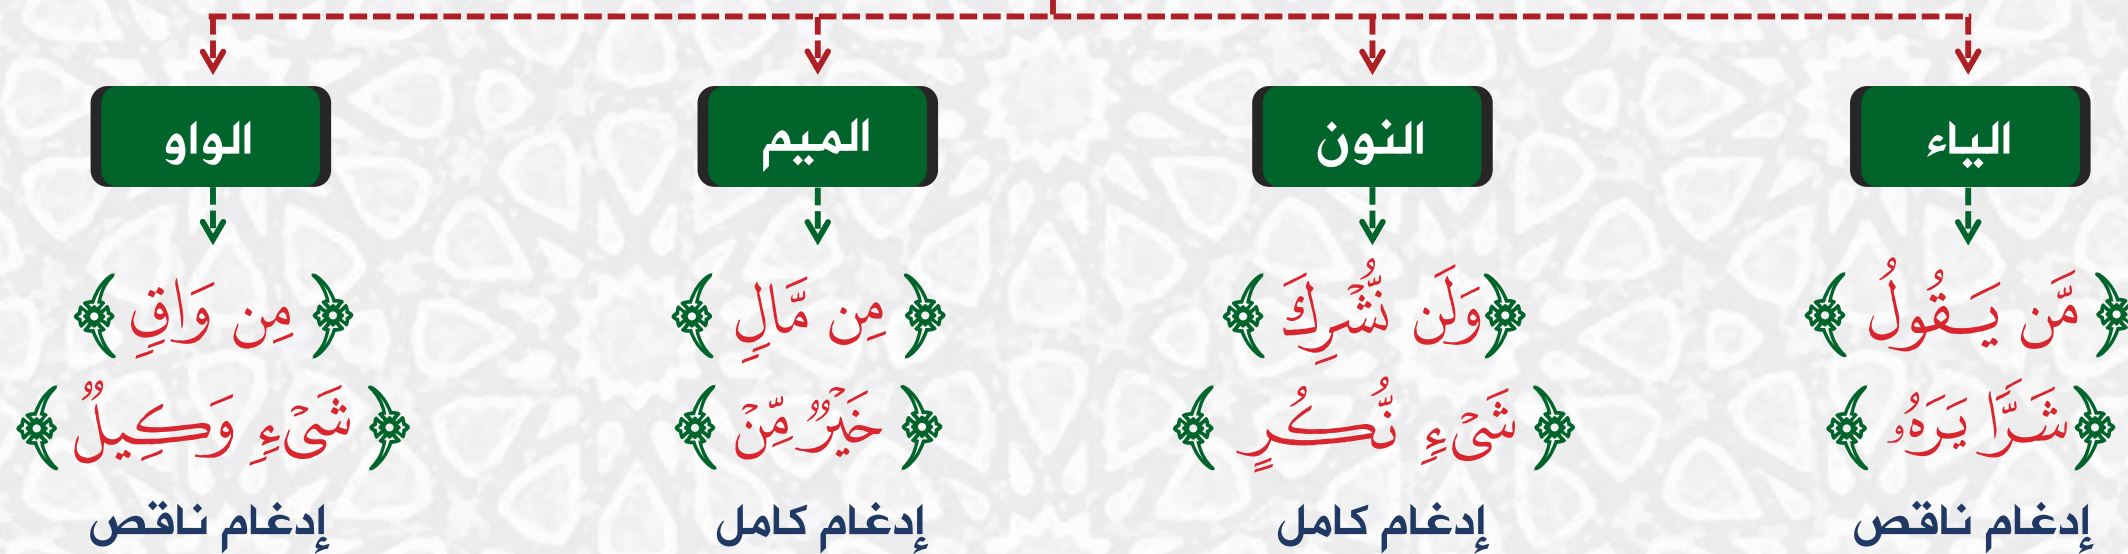 الياء
النون
الميم
الواو
﴿مَّن يَقُولُ﴾
﴿وَلَن نُّشۡرِكَ﴾
﴿مِن مَّالٖ﴾
﴿مِن وَاقٖ﴾
﴿شَرّٗا يَرَهُۥ﴾
﴿شَيۡءٖ نُّكُرٍ﴾
﴿خَيۡرٞ مِّنۡ﴾
﴿شَيۡءٖ وَكِيلٞ﴾
إدغام ناقص
إدغام كامل
إدغام كامل
إدغام ناقص